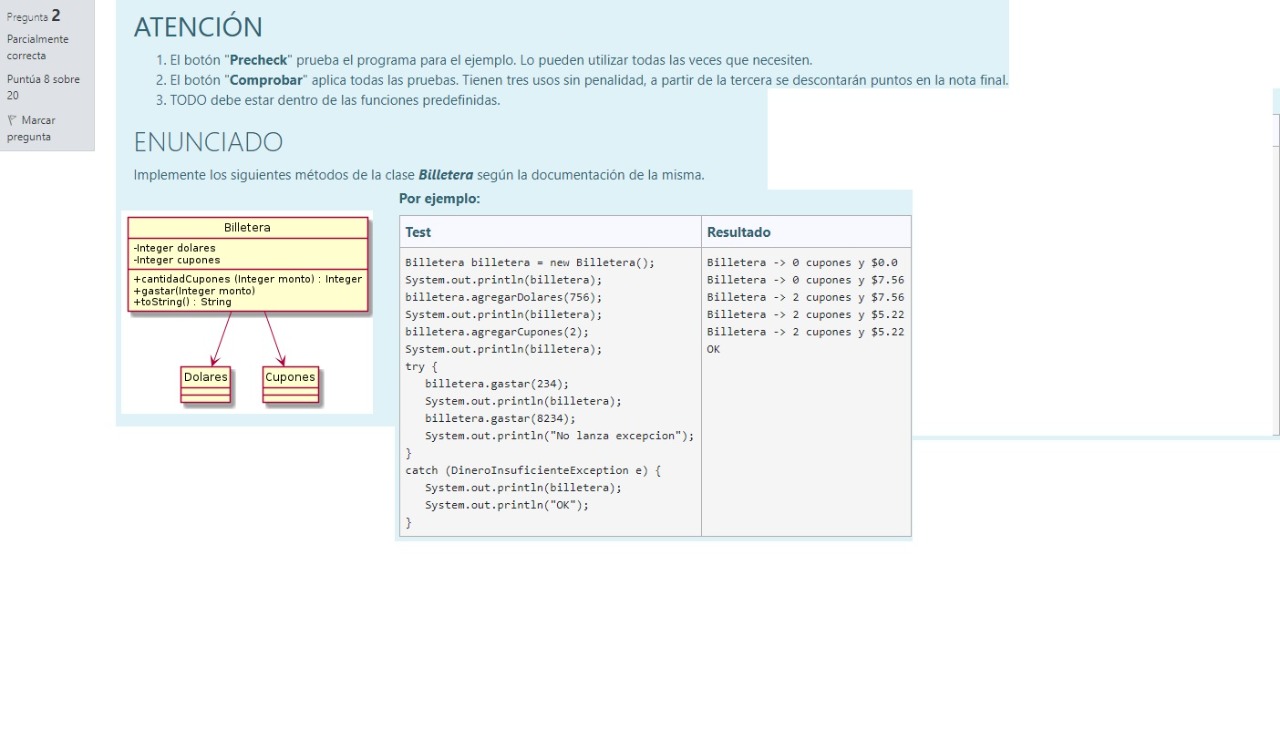 Pregunta 2
Parcialmente
correcta
Puntúa 8 sobre
20
Marcar
pregunta
ATENCIÓN
1. El botón "Precheck" prueba el programa para el ejemplo. Lo pueden utilizar todas las veces que necesiten.
2. El botón "Comprobar" aplica todas las pruebas. Tienen tres usos sin penalidad, a partir de la tercera se descontarán puntos en la nota final.
3. TODO debe estar dentro de las funciones predefinidas.
ENUNCIADO
Implemente los siguientes métodos de la clase Billetera según la documentación de la misma.
Billetera
-Integer dolares
-Integer cupones
+cantidadCupones (Integer monto) : Integer
+gastar(Integer monto)
+toString() : String
Dolares
Cupones
Por ejemplo:
Test
Billetera billetera = new Billetera();
System.out.println(billetera);
billetera.agregarDolares(756);
System.out.println(billetera);
billetera.agregarCupones(2);
System.out.println(billetera);
try {
billetera.gastar(234);
System.out.println(billetera);
billetera.gastar(8234);
System.out.println("No lanza excepcion");
}
catch (DineroInsuficienteException e) {
System.out.println(billetera);
System.out.println("OK");
}
Resultado
Billetera -> 0 cupones y $0.0
Billetera -> 0 cupones y $7.56
Billetera -> 2 cupones y $7.56
Billetera -> 2 cupones y $5.22
Billetera -> 2 cupones y $5.22
OK